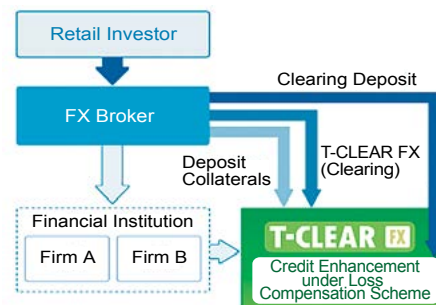 Retail Investor
Clearing Deposit
FX Broker
T-CLEAR FX
(Clearing)
Deposit
Collaterals
Financial Institution
Firm A
Firm B
T-CLEAR FX
Credit Enhancement
under Loss
Compensation Scheme